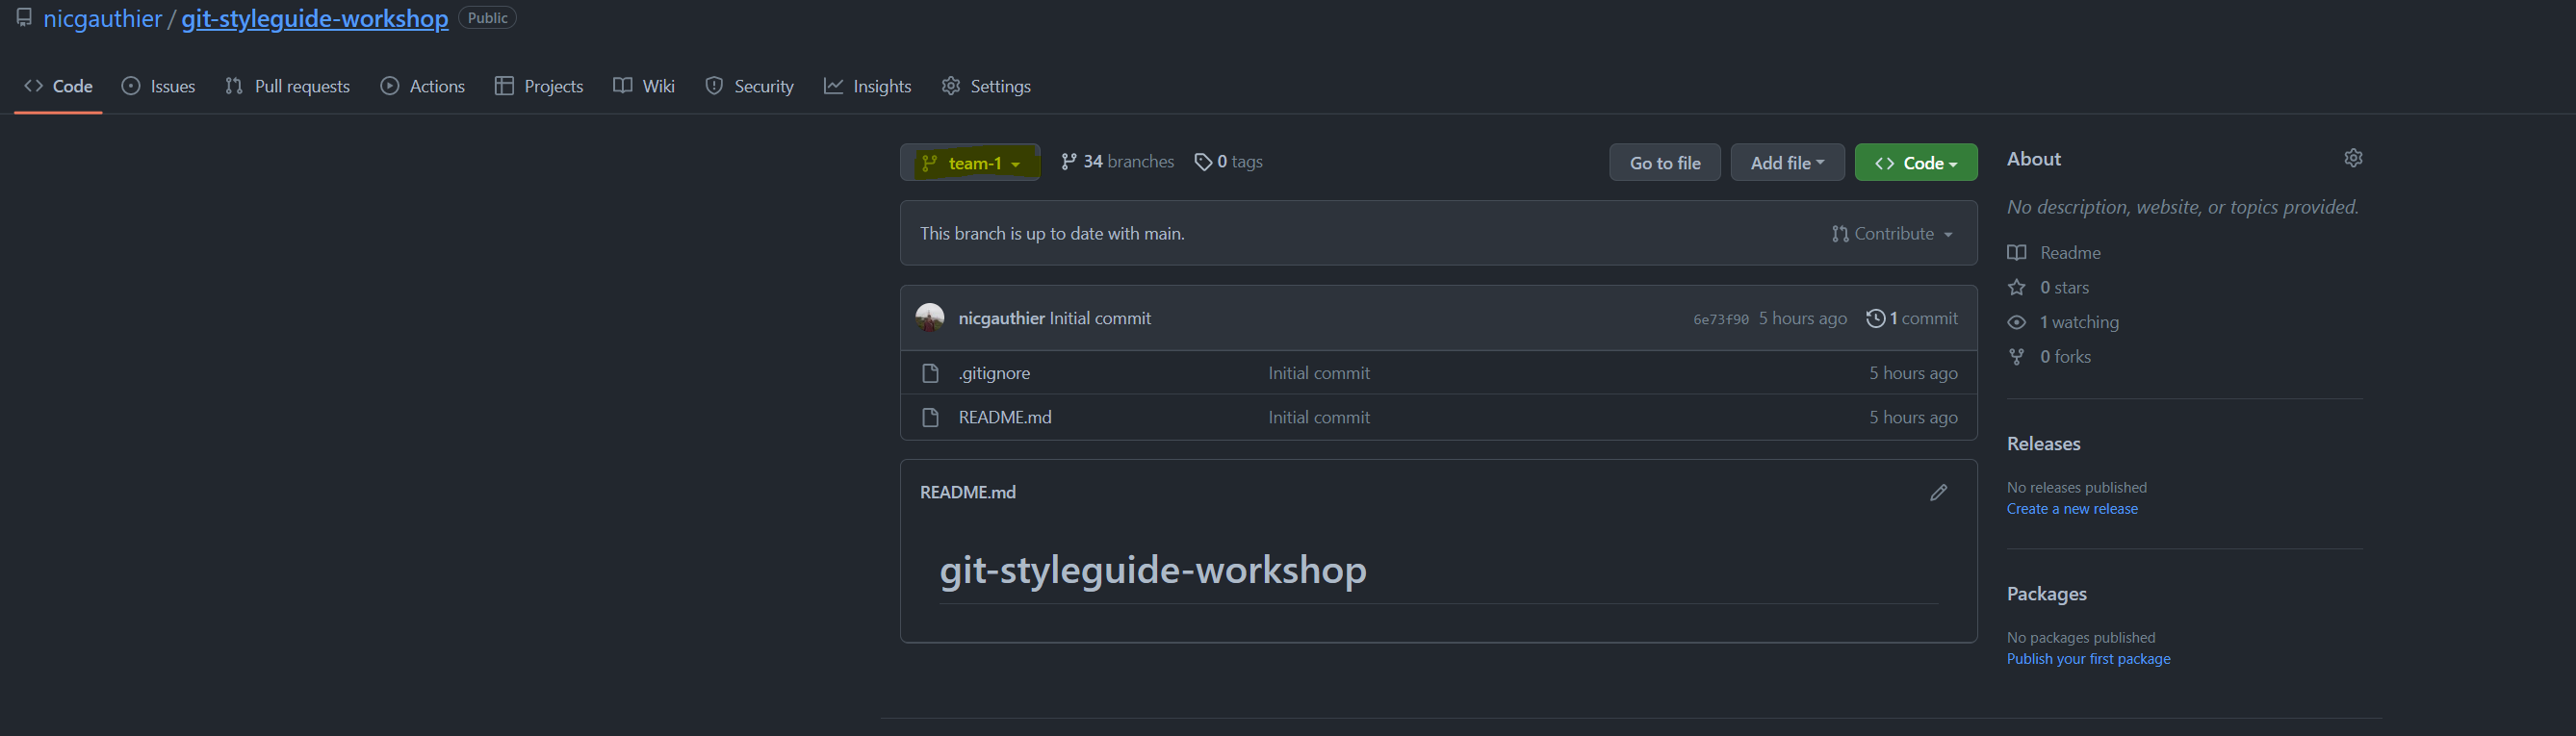 nicgauthier / git-styleguide-workshop Public
Code Issues Pull requests Actions Projects Wiki Security Insights Settings
team-1 34 branches 0 tags Go to file Add file Code
This branch is up to date with main. Contribute
nicgauthier Initial commit 6e73f90 5 hours ago 1 commit
.gitignore Initial commit 5 hours ago
README.md Initial commit 5 hours ago
README.md
git-styleguide-workshop
About
No description, website, or topics provided.
Readme
0 stars
1 watching
0 forks
Releases
No releases published
Create a new release
Packages
No packages published
Publish your first package